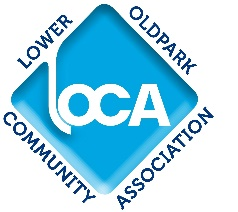 LOWER
OLDPARK
LOCA
COMMUNITY
ASSOCIATION